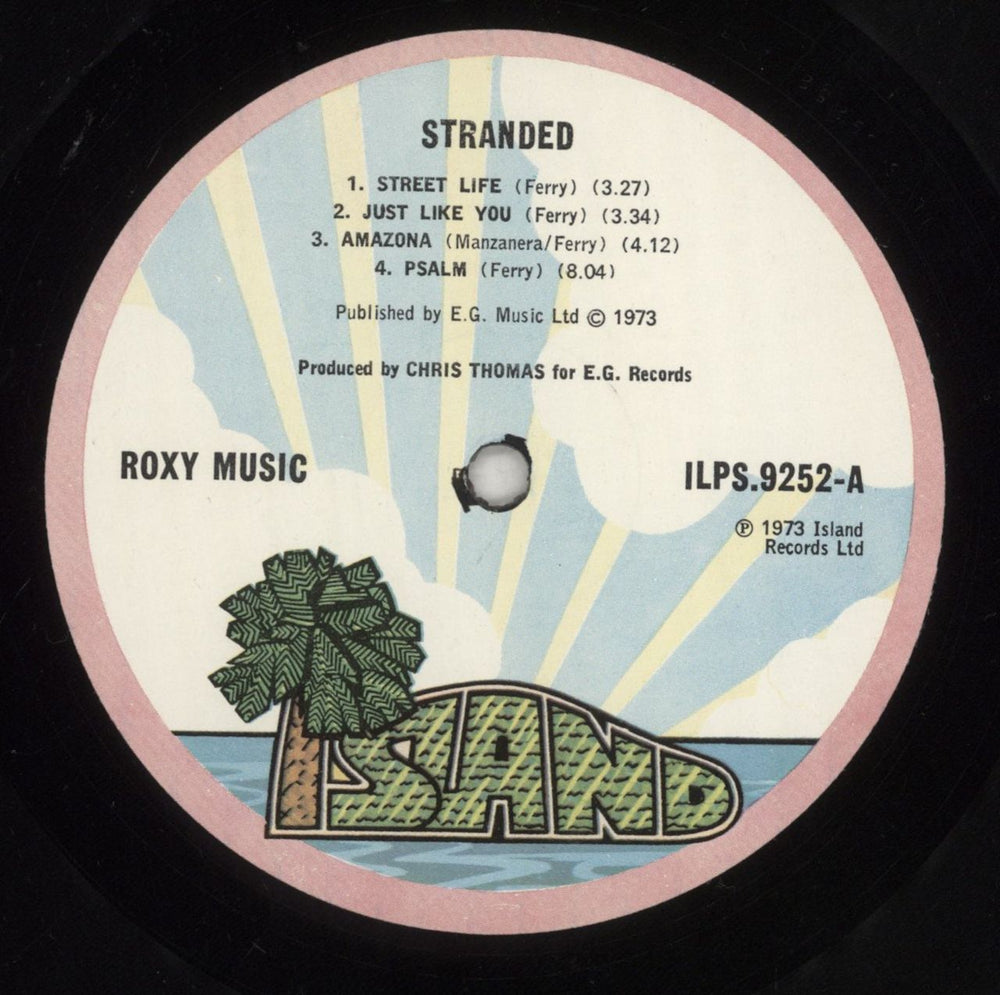 STRANDED
1. STREET LIFE (Ferry) (3.27)
2. JUST LIKE YOU (Ferry) (3.34)
3. AMAZONA (Manzanera/Ferry) (4.12)
4. PSALM (Ferry) (8.04)
Published by E.G. Music Ltd © 1973
Produced by CHRIS THOMAS for E.G. Records
ROXY MUSIC
ILPS.9252-A
℗ 1973 Island
Records Ltd
ISLAND